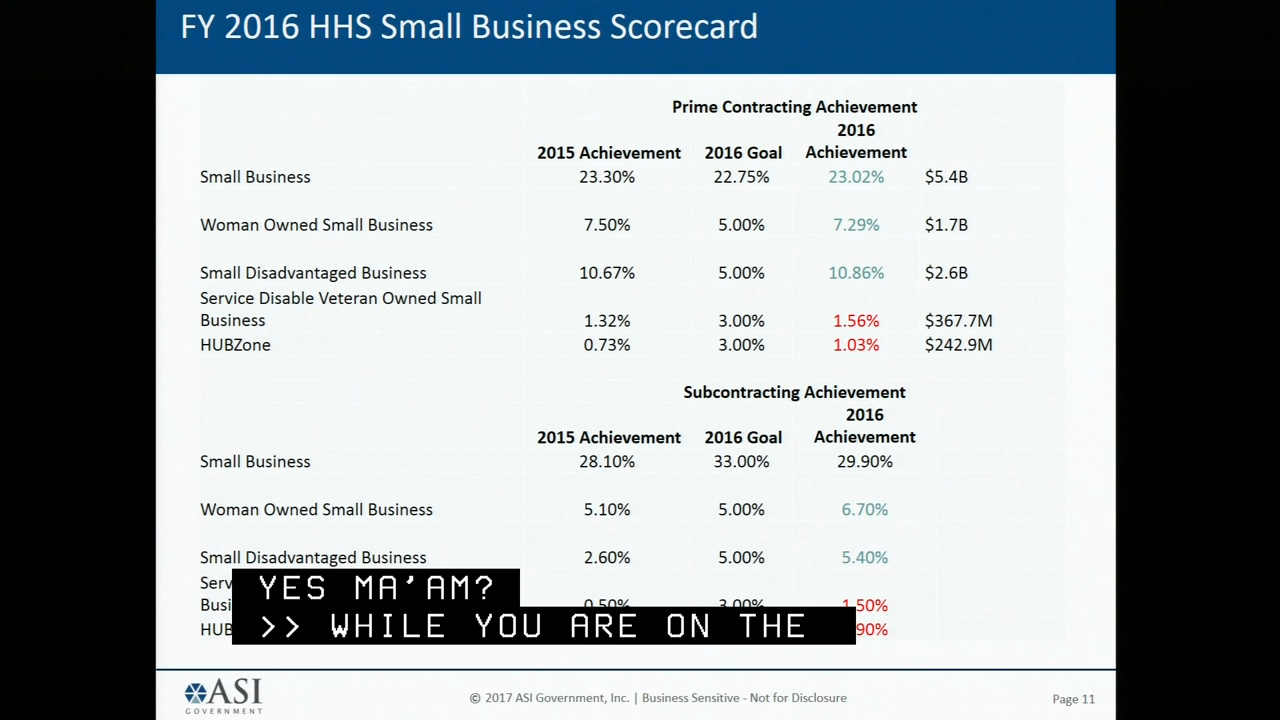 FY 2016 HHS Small Business Scorecard
Prime Contracting Achievement
2015 Achievement 2016 Goal 2016 Achievement
Small Business 23.30% 22.75% 23.02% $5.4B
Woman Owned Small Business 7.50% 5.00% 7.29% $1.7B
Small Disadvantaged Business 10.67% 5.00% 10.86% $2.6B
Service Disable Veteran Owned Small
Business 1.32% 3.00% 1.56% $367.7M
HUBZone 0.73% 3.00% 1.03% $242.9M
Subcontracting Achievement
2015 Achievement 2016 Goal 2016 Achievement
Small Business 28.10% 33.00% 29.90%
Woman Owned Small Business 5.10% 5.00% 6.70%
Small Disadvantaged Business 2.60% 5.00% 5.40%
YES MA'AM?
0.50% 3.00% 1.50%
>> WHILE YOU ARE ON THE
ASI
GOVERNMENT
© 2017 ASI Government, Inc. | Business Sensitive - Not for Disclosure
Page 11